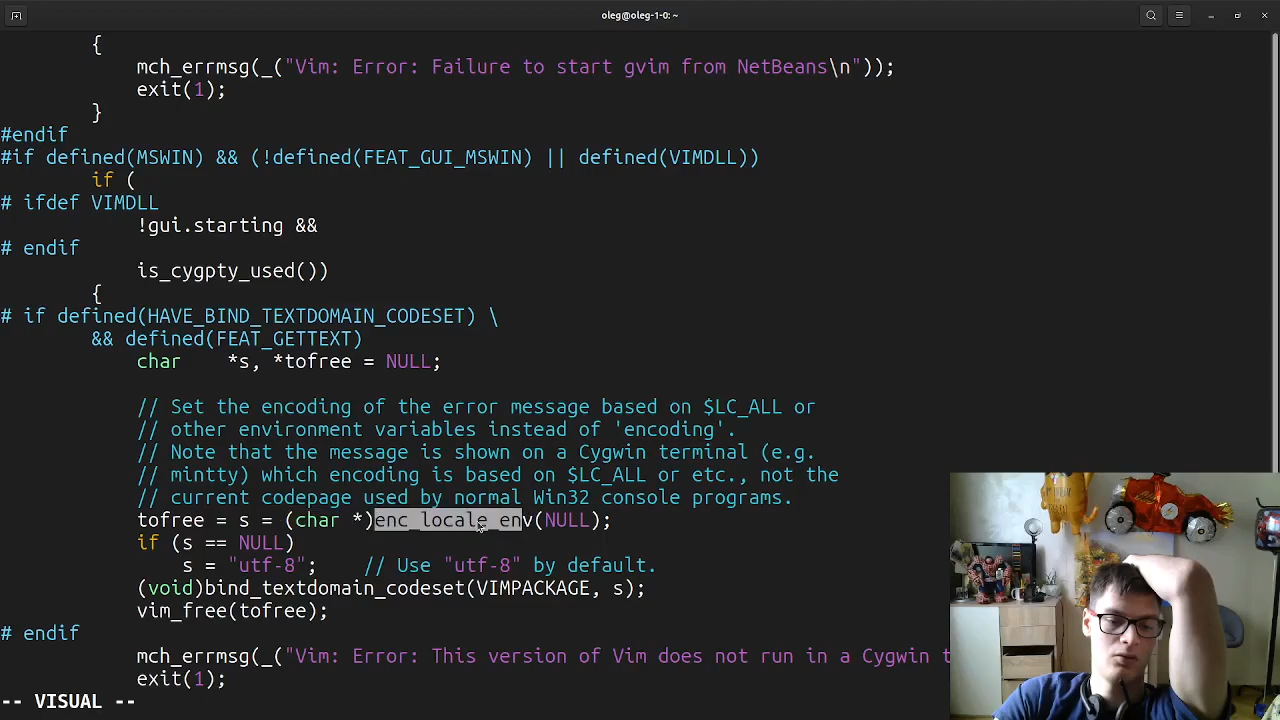 oleg@oleg-1-0: ~
{
mch_errmsg(_("Vim: Error: Failure to start gvim from NetBeans\n"));
exit(1);
}
#endif
#if defined(MSWIN) && (!defined(FEAT_GUI_MSWIN) || defined(VIMDLL))
if (
# ifdef VIMDLL
!gui.starting &&
# endif
is_cygpty_used())
{
# if defined(HAVE_BIND_TEXTDOMAIN_CODESET) \
&& defined(FEAT_GETTEXT)
char *s, *tofree = NULL;
// Set the encoding of the error message based on $LC_ALL or
// other environment variables instead of 'encoding'.
// Note that the message is shown on a Cygwin terminal (e.g.
// mintty) which encoding is based on $LC_ALL or etc., not the
// current codepage used by normal Win32 console programs.
tofree = s = (char *)enc_locale_env(NULL);
if (s == NULL)
s = "utf-8"; // Use "utf-8" by default.
(void)bind_textdomain_codeset(VIMPACKAGE, s);
vim_free(tofree);
# endif
mch_errmsg(_("Vim: Error: This version of Vim does not run in a Cygwin t
exit(1);
-- VISUAL --